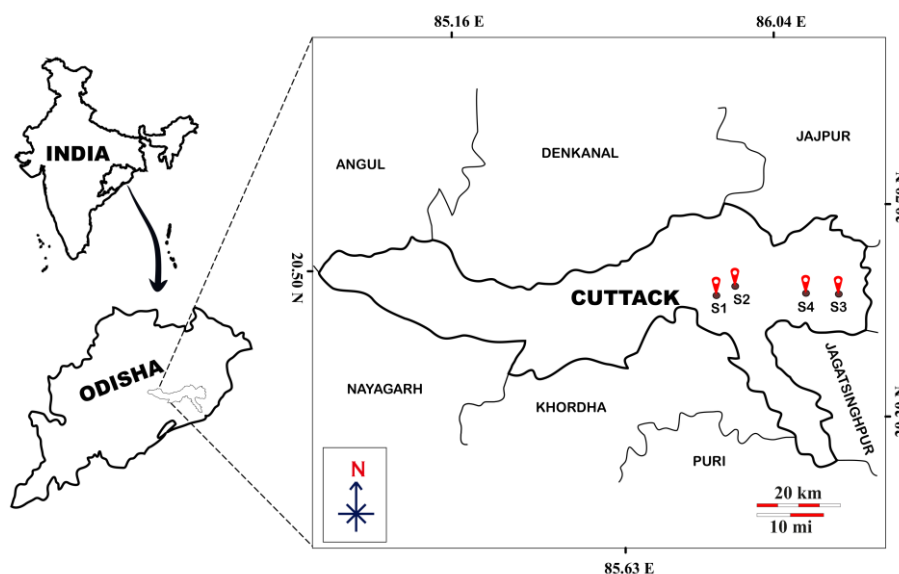 85.16 E
86.04 E
INDIA
ANGUL
DENKANAL
JAJPUR
20.50 N
CUTTACK
S1
S2
S4
S3
ODISHA
NAYAGARH
KHORDHA
JAGATSINGHPUR
PURI
N
20 km
10 mi
85.63 E